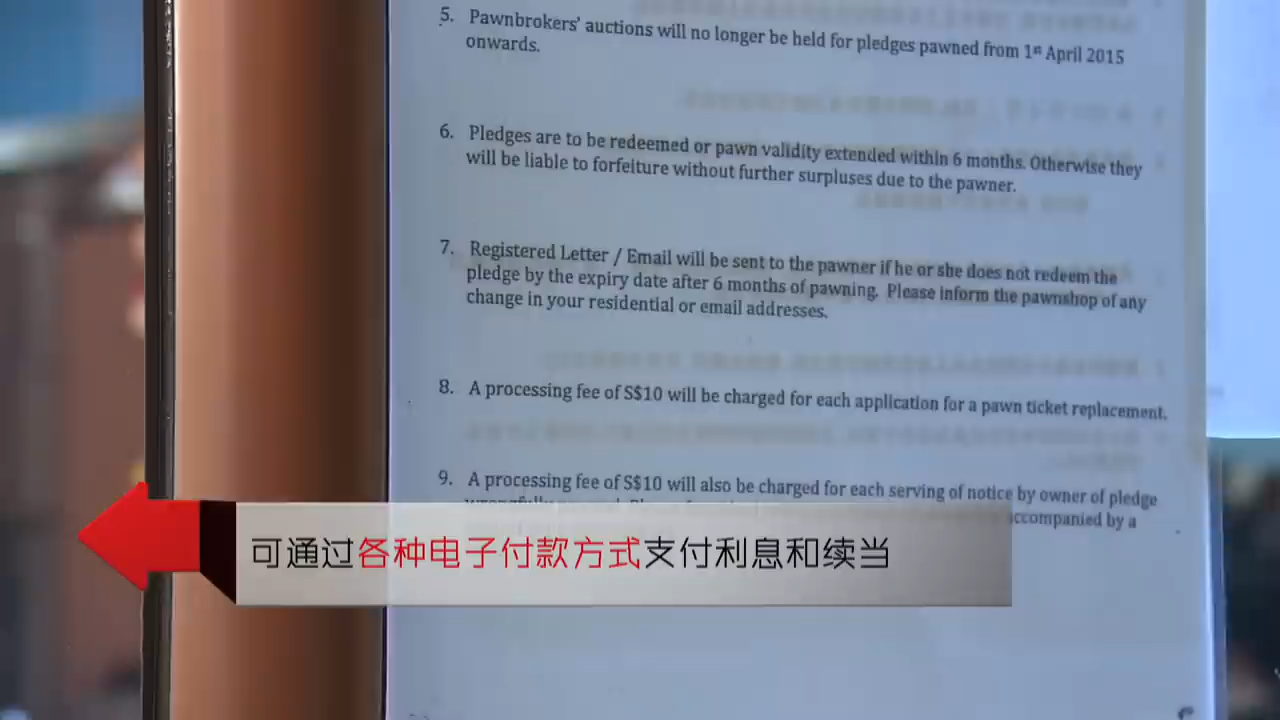 5. Pawnbrokers' auctions will no longer be held for pledges pawned from 1st April 2015
onwards.
6. Pledges are to be redeemed or pawn validity extended within 6 months. Otherwise they
will be liable to forfeiture without further surpluses due to the pawner.
7. Registered Letter / Email will be sent to the pawner if he or she does not redeem the
pledge by the expiry date after 6 months of pawning. Please inform the pawnshop of any
change in your residential or email addresses.
8. A processing fee of S$10 will be charged for each application for a pawn ticket replacement.
9. A processing fee of S$10 will also be charged for each serving of notice by owner of pledge
accompanied by a
可通过各种电子付款方式支付利息和续当